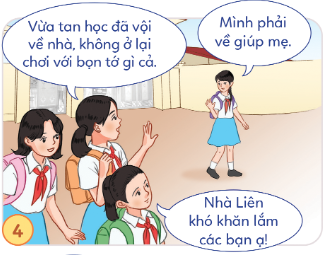 Vừa tan học đã vội
về nhà, không ở lại
chơi với bọn tớ gì cả.
Mình phải
về giúp mẹ.
Nhà Liên
khó khăn lắm
các bạn ạ!
4